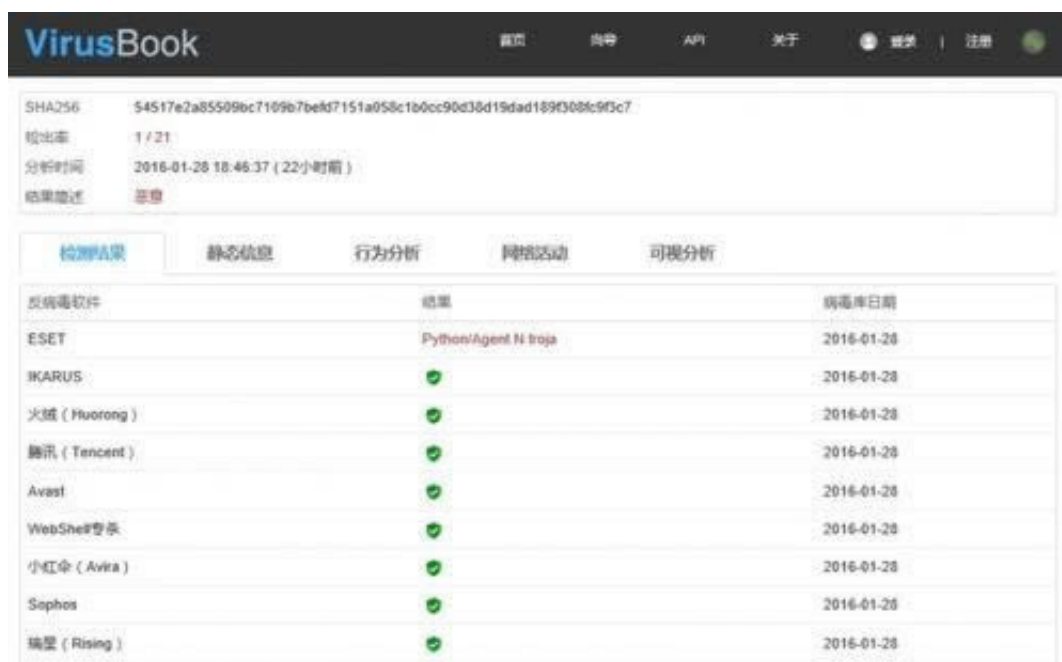 VirusBook 首页 向导 API 关于 登录 | 注册
SHA256 54517e2a85509bc7109b7befd7151a058c1b0cc90d38d19dad189f308fc9f3c7
检出率 1 / 21
分析时间 2016-01-28 18:46:37 ( 22小时前 )
结果描述 恶意
检测结果 静态信息 行为分析 网络活动 可视分析
反病毒软件 结果 病毒库日期
ESET Python/Agent N troja 2016-01-28
IKARUS 2016-01-28
火绒 ( Huorong ) 2016-01-28
腾讯 ( Tencent ) 2016-01-28
Avast 2016-01-28
WebShell专杀 2016-01-28
小红伞 ( Avira ) 2016-01-28
Sophos 2016-01-28
瑞星 ( Rising ) 2016-01-28